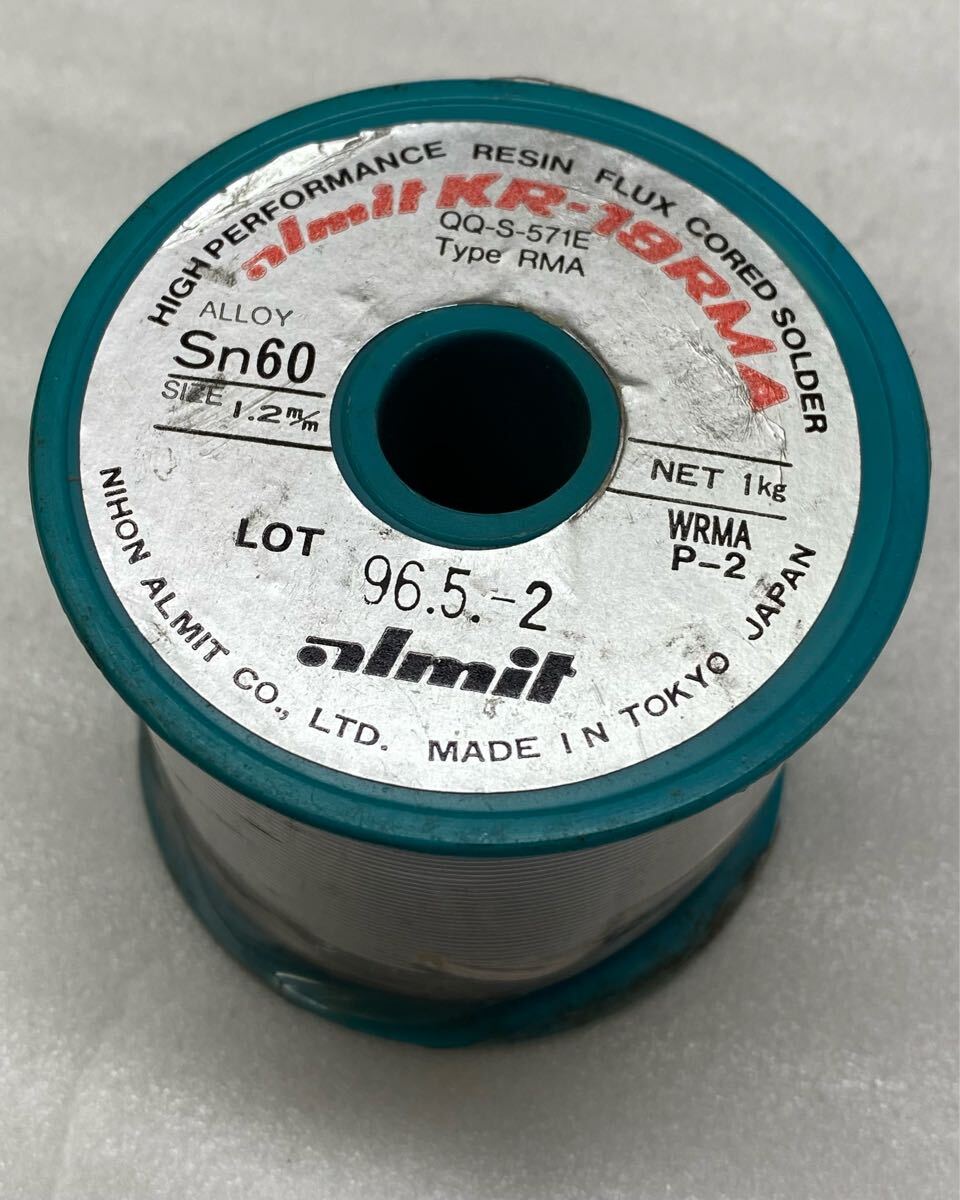 HIGH PERFORMANCE RESIN FLUX CORED SOLDER
almit KR-19RMA
QQ-S-571E
Type RMA
ALLOY
Sn60
SIZE 1.2m/m
NET 1kg
WRMA
P-2
LOT 96.5.-2
almit
NIHON ALMIT CO., LTD. MADE IN TOKYO JAPAN